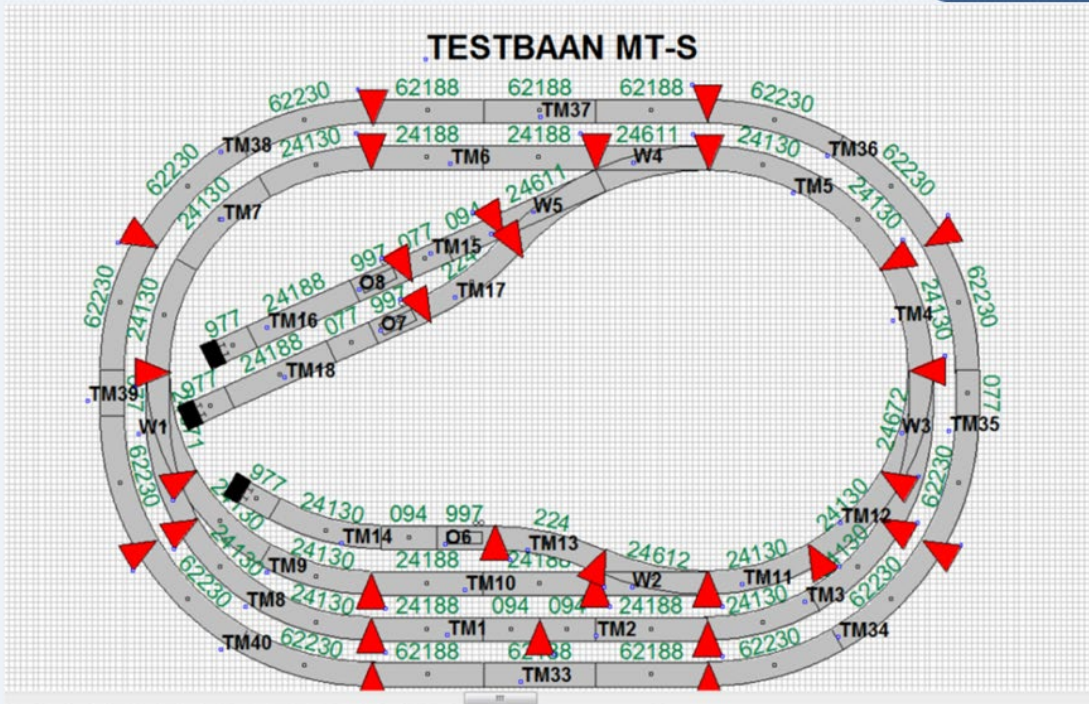 TESTBAAN MT-S
62188 62188 62188
62230 62230
TM37
24188 24188 24611
24130 24130
TM38 TM6 W4 TM36
62230 62230
24611
TM7 TM5
24130 24130
W5
094
077 TM15
997
O8 224
24188 997 TM17
62230 62230
TM16 077 O7
24130 TM4 24130
977 24188
TM18
977
TM39 077
W1 W3 TM35
24672
62230 62230
977
24130 094 997 224 24130
TM14 O6 TM13 TM12
24130 24130 24188 24188 24612 24130 24130
TM9 TM10 W2 TM11
TM8 24130 24188 094 094 24188 24130 TM3
62230 62230
TM1 TM2
TM40 62230 62188 62188 62188 62230 TM34
TM33